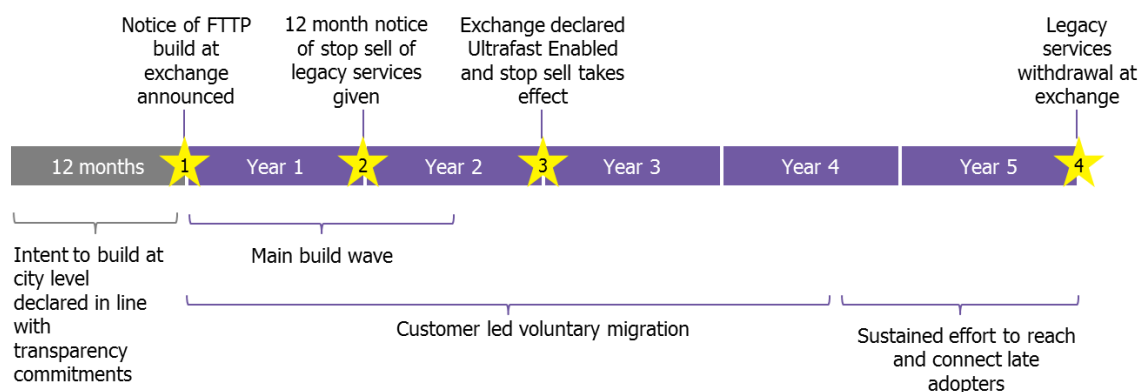 Notice of FTTP
build at
exchange
announced
12 month notice
of stop sell of
legacy services
given
Exchange declared
Ultrafast Enabled
and stop sell takes
effect
Legacy
services
withdrawal at
exchange
12 months
1
Year 1
2
Year 2
3
Year 3
Year 4
Year 5
4
Intent to build at
city level
declared in line
with
transparency
commitments
Main build wave
Customer led voluntary migration
Sustained effort to reach
and connect late
adopters